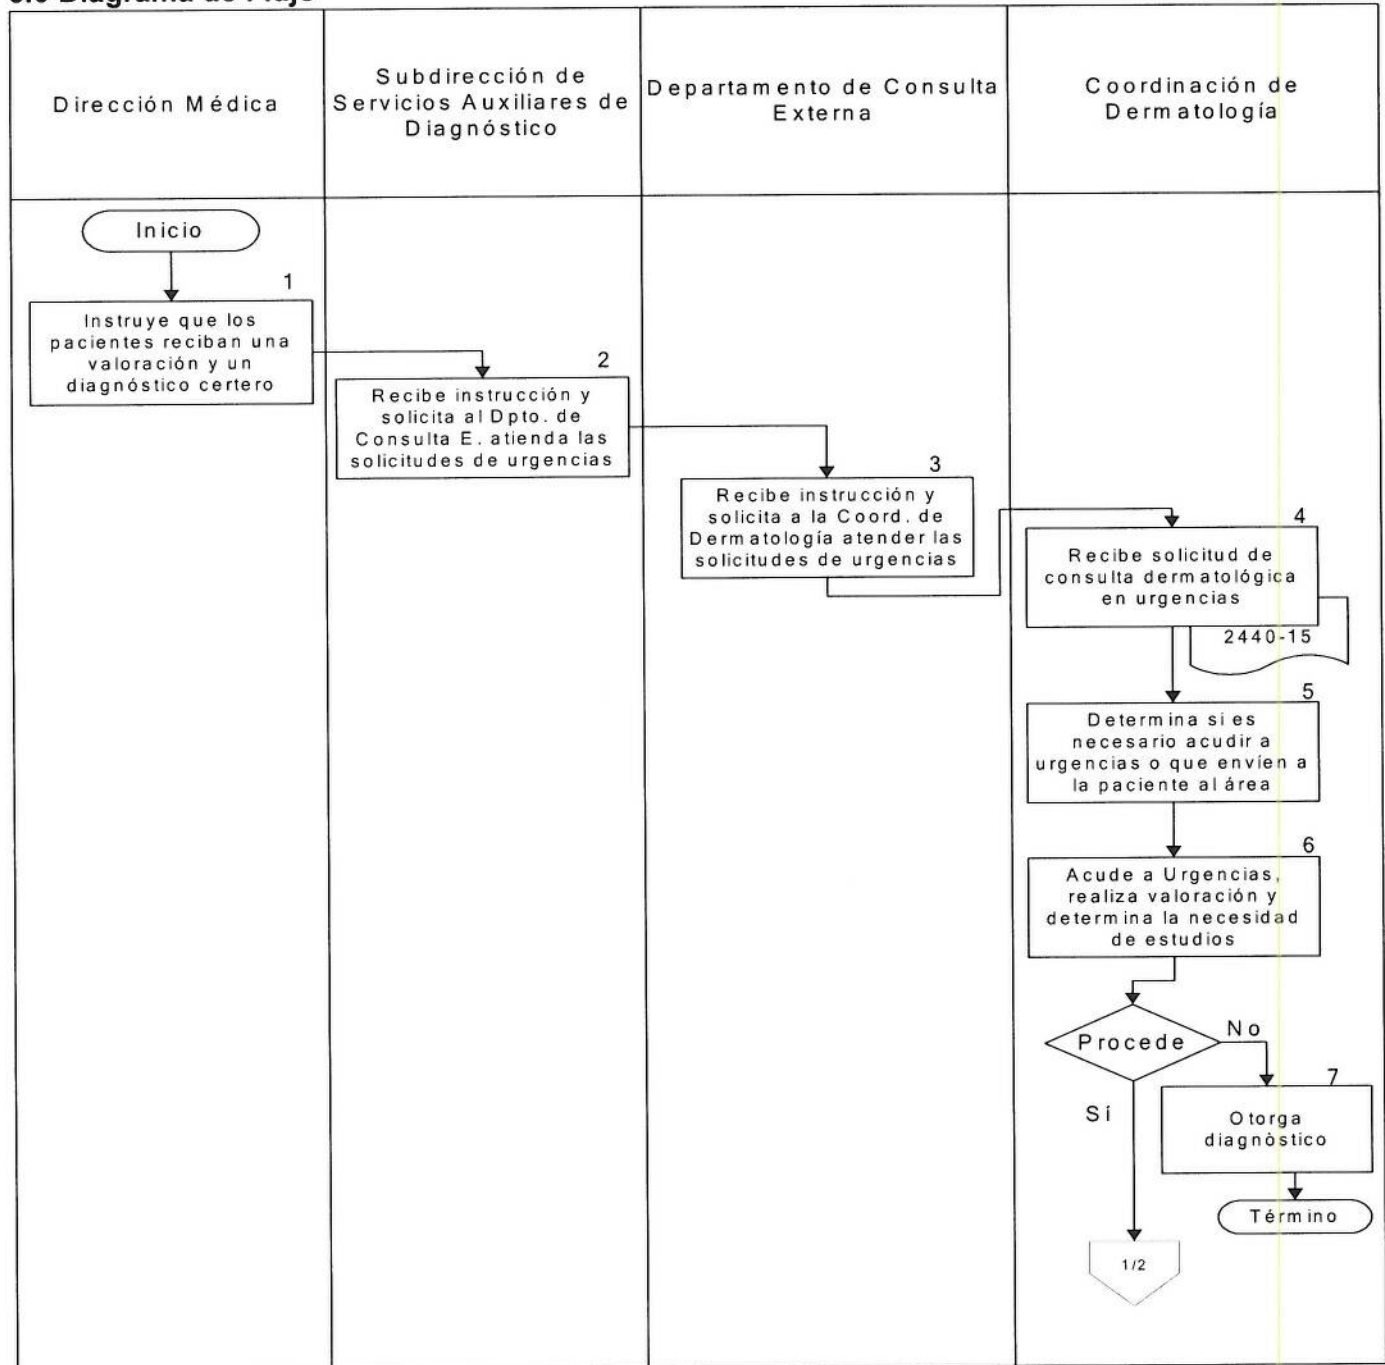 Dirección Médica
Subdirección de
Servicios Auxiliares de
Diagnóstico
Departamento de Consulta
Externa
Coordinación de
Dermatología
Inicio
1
Instruye que los
pacientes reciban una
valoración y un
diagnóstico certero
2
Recibe instrucción y
solicita al Dpto. de
Consulta E. atienda las
solicitudes de urgencias
3
Recibe instrucción y
solicita a la Coord. de
Dermatología atender las
solicitudes de urgencias
4
Recibe solicitud de
consulta dermatológica
en urgencias
2440-15
5
Determina si es
necesario acudir a
urgencias o que envíen a
la paciente al área
6
Acude a Urgencias,
realiza valoración y
determina la necesidad
de estudios
Procede
No
Sí
7
Otorga
diagnòstico
Término
1/2